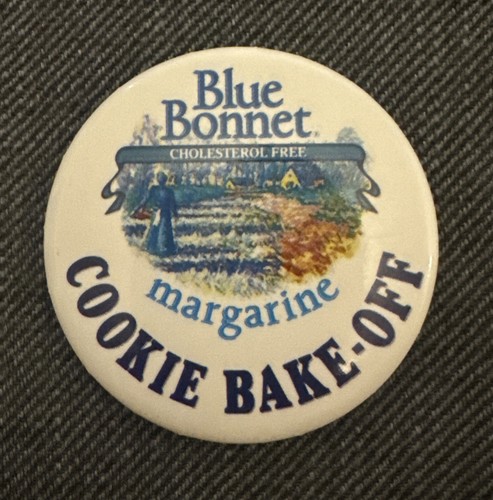 Blue
Bonnet
CHOLESTEROL FREE
margarine
COOKIE BAKE-OFF